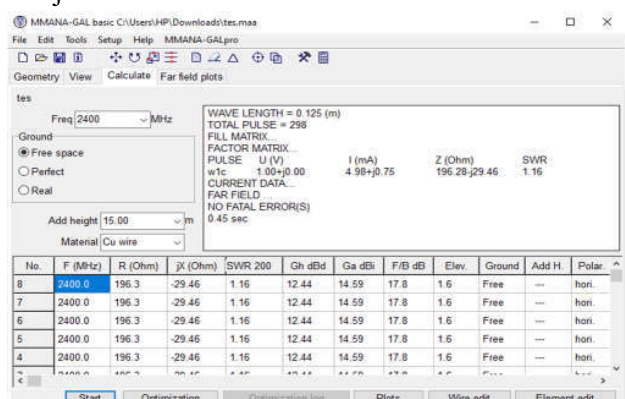 MMANA-GAL basic C:\Users\HP\Downloads\tes.maa
File Edit Tools Setup Help MMANA-GALpro
Geometry View Calculate Far field plots
tes
Freq 2400 MHz
Ground
Free space
Perfect
Real
Add height 15.00 m
Material Cu wire
WAVE LENGTH = 0.125 (m)
TOTAL PULSE = 298
FILL MATRIX...
FACTOR MATRIX...
PULSE U (V) I (mA) Z (Ohm) SWR
w1c 1.00+j0.00 4.98+j0.75 196.28-j29.46 1.16
CURRENT DATA...
FAR FIELD ...
NO FATAL ERROR(S)
0.45 sec
No. F (MHz) R (Ohm) jX (Ohm) SWR 200 Gh dBd Ga dBi F/B dB Elev. Ground Add H. Polar.
8 2400.0 196.3 -29.46 1.16 12.44 14.59 17.8 1.6 Free --- hori.
7 2400.0 196.3 -29.46 1.16 12.44 14.59 17.8 1.6 Free --- hori.
6 2400.0 196.3 -29.46 1.16 12.44 14.59 17.8 1.6 Free --- hori.
5 2400.0 196.3 -29.46 1.16 12.44 14.59 17.8 1.6 Free --- hori.
4 2400.0 196.3 -29.46 1.16 12.44 14.59 17.8 1.6 Free --- hori.
Start Optimization Optimization log Plots Wire edit Element edit